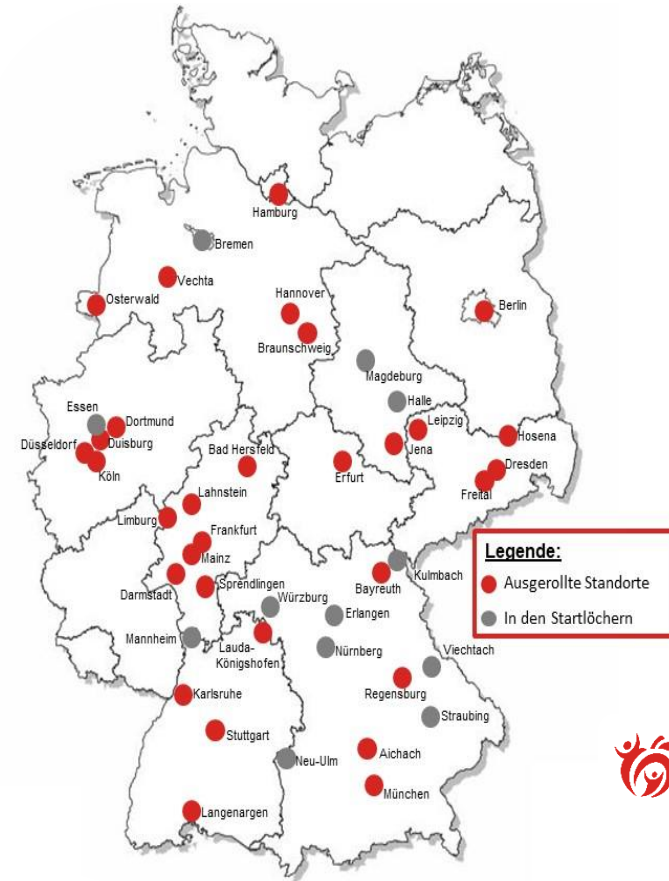 Hamburg
Bremen
Vechta
Osterwald
Hannover
Berlin
Braunschweig
Magdeburg
Essen
Halle
Dortmund
Leipzig
Hosena
Düsseldorf
Duisburg
Bad Hersfeld
Jena
Köln
Erfurt
Dresden
Freital
Lahnstein
Limburg
Frankfurt
Mainz
Legende:
Kulmbach
Ausgerollte Standorte
Bayreuth
Darmstadt
Sprendlingen
Würzburg
In den Startlöchern
Erlangen
Mannheim
Lauda-
Königshofen
Nürnberg
Viechtach
Karlsruhe
Regensburg
Straubing
Stuttgart
Aichach
Neu-Ulm
München
Langenargen